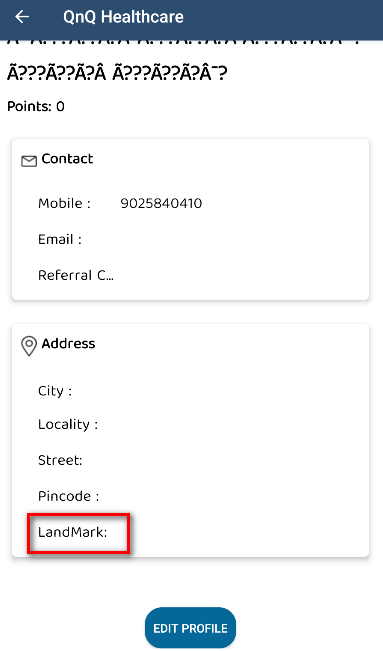 QnQ Healthcare
Ã???Ã??Ã?Â Ã???Ã??Ã?Â¯?
Points: 0
Contact
Mobile : 9025840410
Email :
Referral C...
Address
City :
Locality :
Street:
Pincode :
LandMark:
EDIT PROFILE